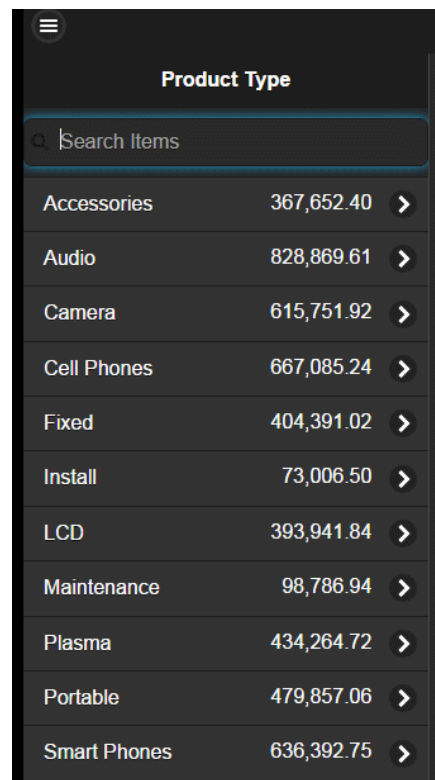 Product Type
Search Items
Accessories 367,652.40
Audio 828,869.61
Camera 615,751.92
Cell Phones 667,085.24
Fixed 404,391.02
Install 73,006.50
LCD 393,941.84
Maintenance 98,786.94
Plasma 434,264.72
Portable 479,857.06
Smart Phones 636,392.75